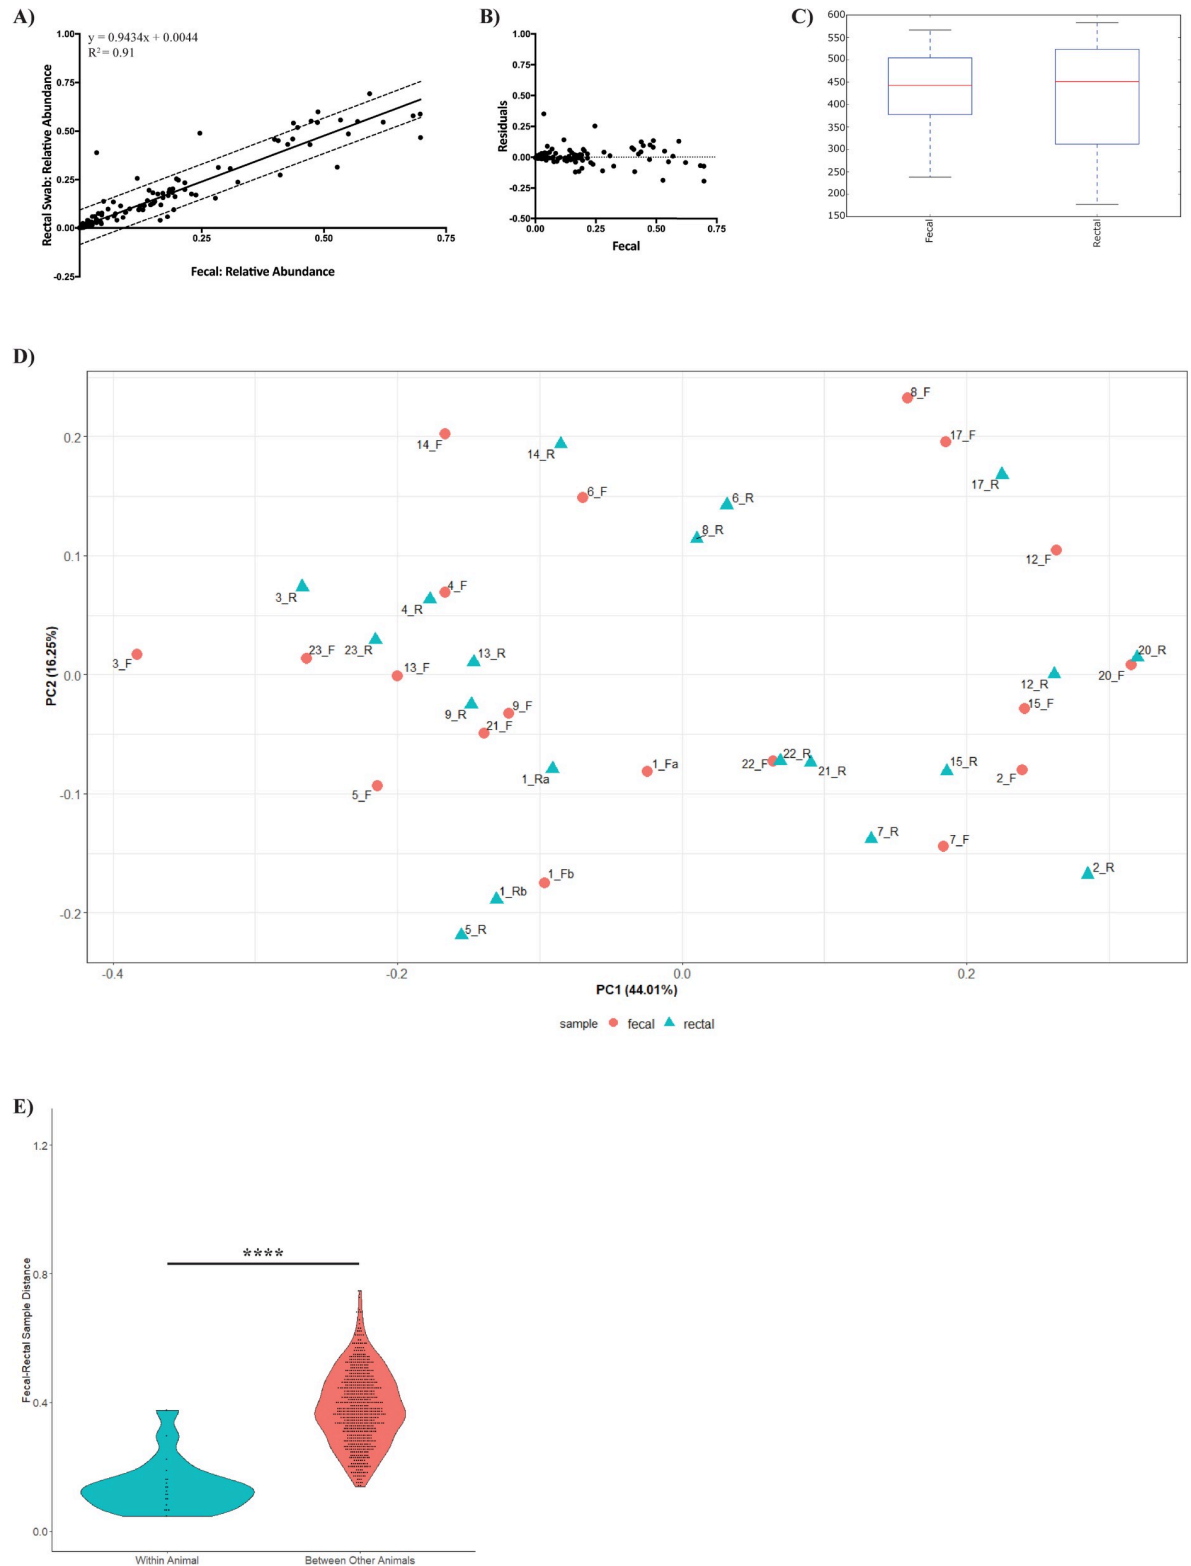 A)
y = 0.9434x + 0.0044
R² = 0.91
1.00
0.75
0.50
0.25
0.00
-0.25
0.25
0.50
0.75
Rectal Swab: Relative Abundance
Fecal: Relative Abundance
B)
1.00
0.75
0.50
0.25
0.00
-0.25
-0.50
0.00
0.25
0.50
0.75
Residuals
Fecal
C)
600
550
500
450
400
350
300
250
200
150
Fecal
Rectal
D)
8_F
14_F
14_R
17_F
17_R
6_F
6_R
8_R
12_F
3_R
4_F
4_R
3_F
23_F
23_R
13_F
13_R
20_R
20_F
12_R
9_R
9_F
21_F
15_F
1_Ra
1_Fa
22_F
22_R
21_R
15_R
2_F
5_F
7_R
7_F
1_Rb
1_Fb
2_R
5_R
0.2
0.1
0.0
-0.1
-0.2
PC2 (16.25%)
-0.4
-0.2
0.0
0.2
PC1 (44.01%)
sample fecal rectal
E)
1.2
0.8
0.4
0.0
Fecal-Rectal Sample Distance
****
Within Animal
Between Other Animals